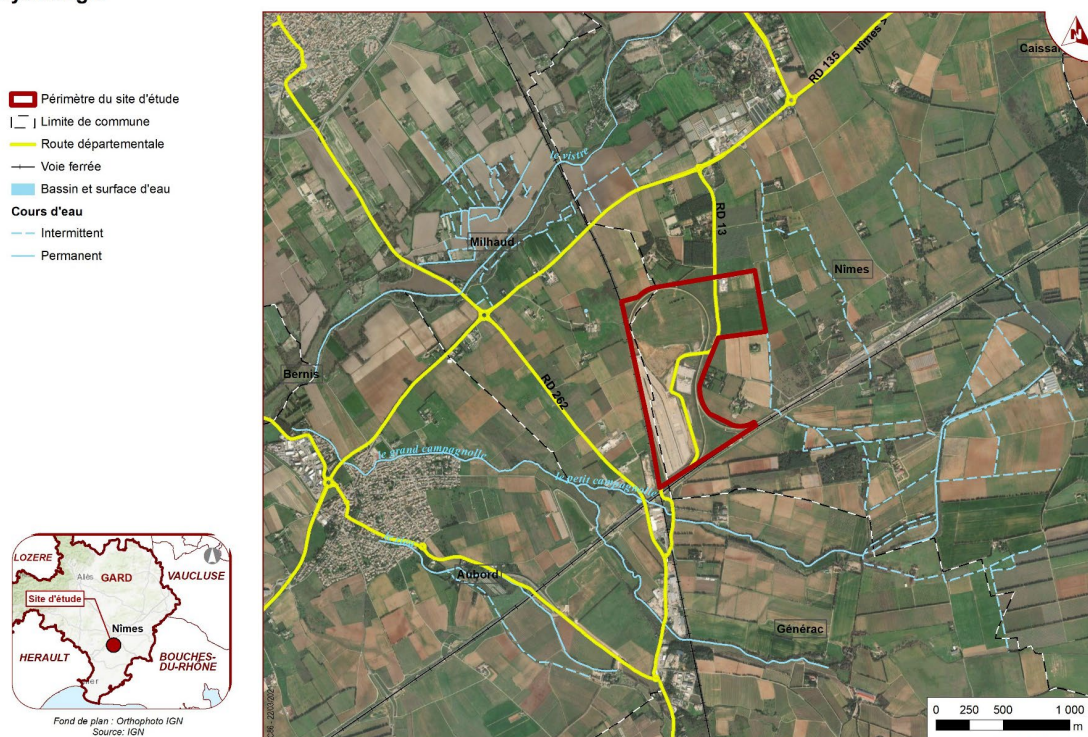 Périmètre du site d'étude
Limite de commune
Route départementale
Voie ferrée
Bassin et surface d'eau
Cours d'eau
Intermittent
Permanent
N
RD 135
Nîmes >
le vistre
RD 13
Milhaud
Nîmes
Bernis
RD 262
le grand campagnolle
le petit campagnolle
Aubord
Générac
LOZERE
Alès
GARD
VAUCLUSE
Site d'étude
Nîmes
HERAULT
BOUCHES-
DU-RHÔNE
Fond de plan : Orthophoto IGN
Source: IGN
0 250 500 1 000
m